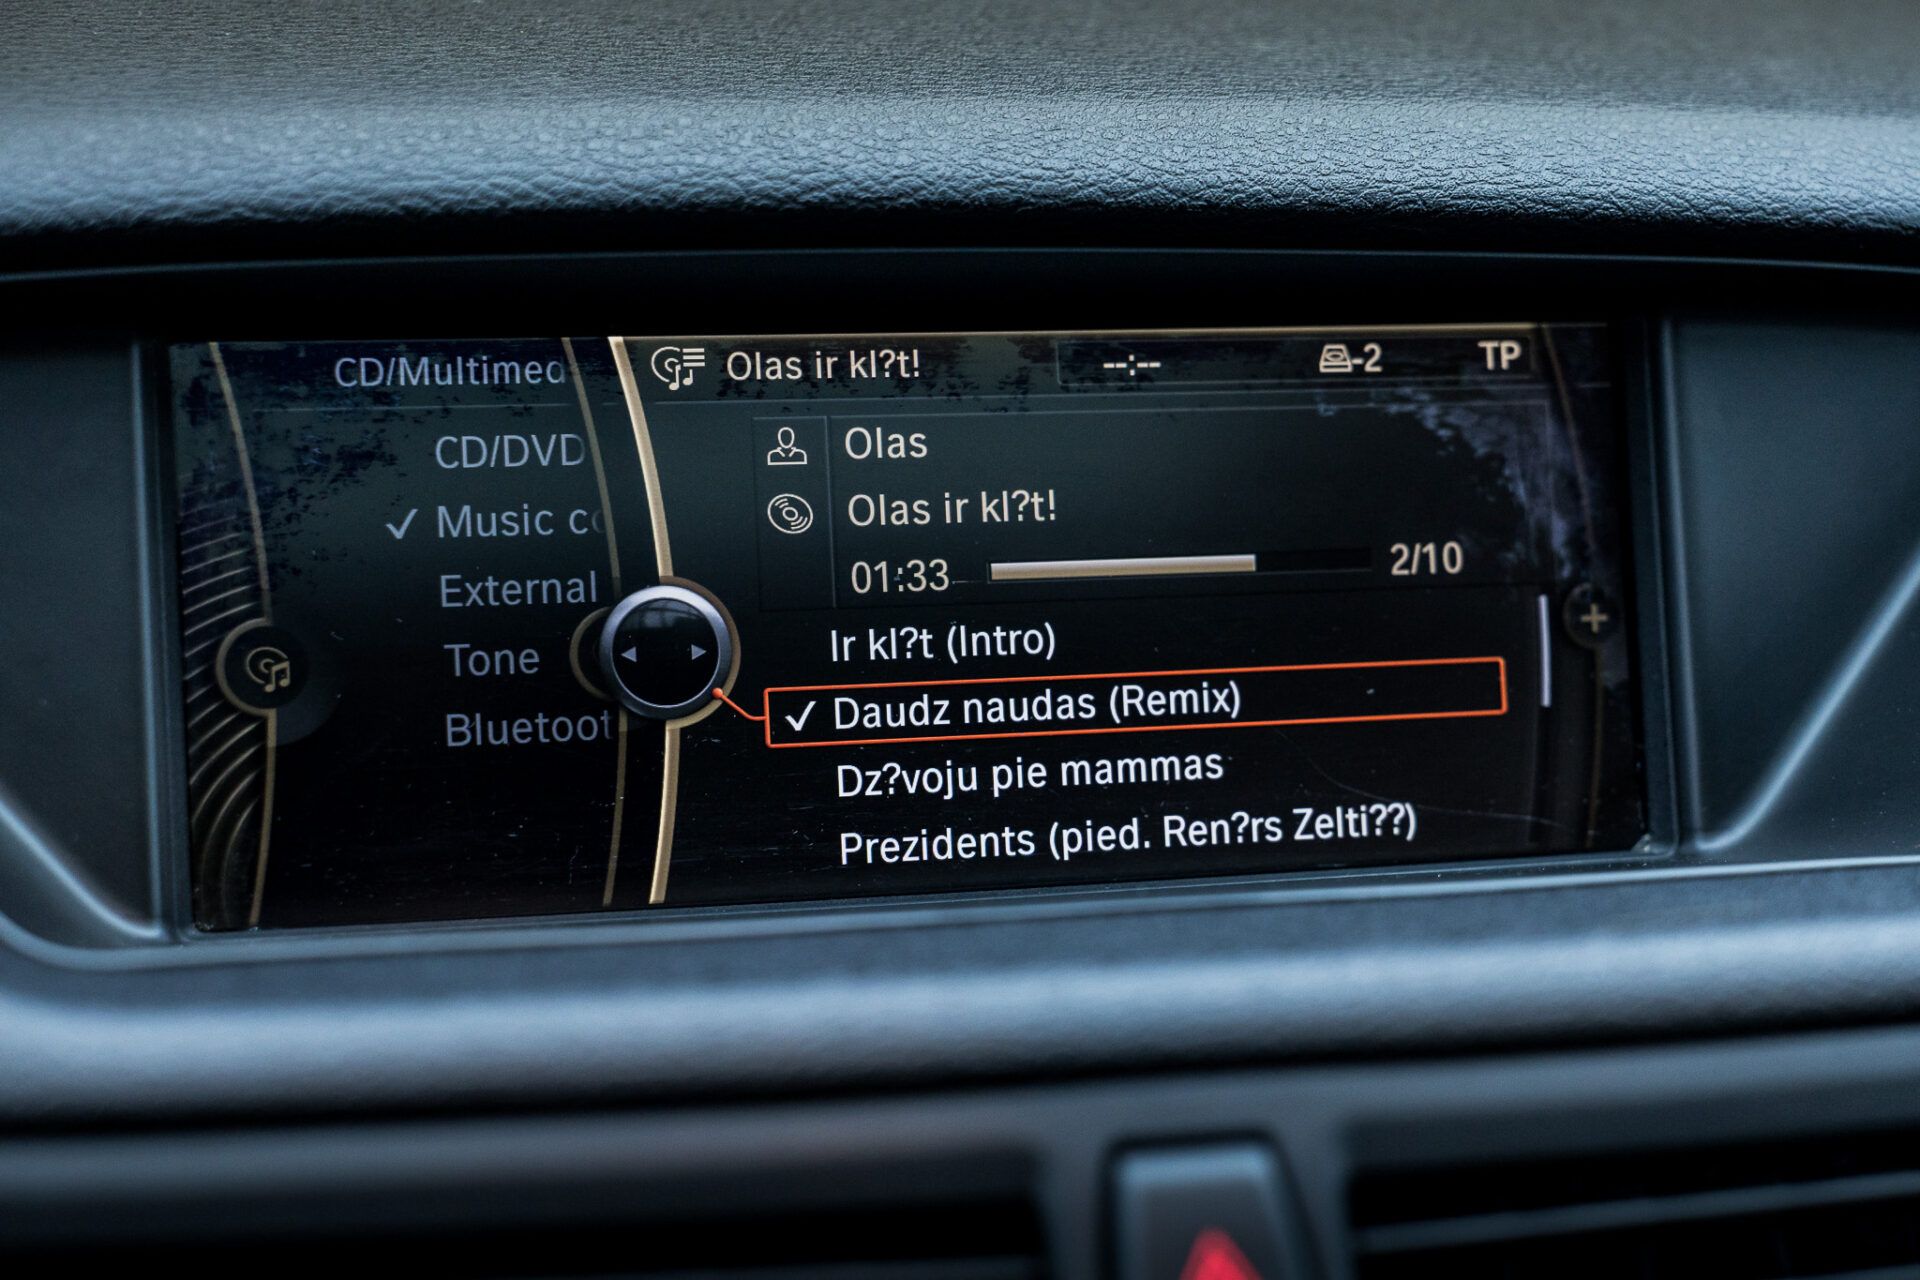 CD/Multimed
CD/DVD
Music co
External
Tone
Bluetoot
Olas ir kl?t! --:-- -2 TP
Olas
Olas ir kl?t!
01:33 2/10
Ir kl?t (Intro)
Daudz naudas (Remix)
Dz?voju pie mammas
Prezidents (pied. Ren?rs Zelti??)